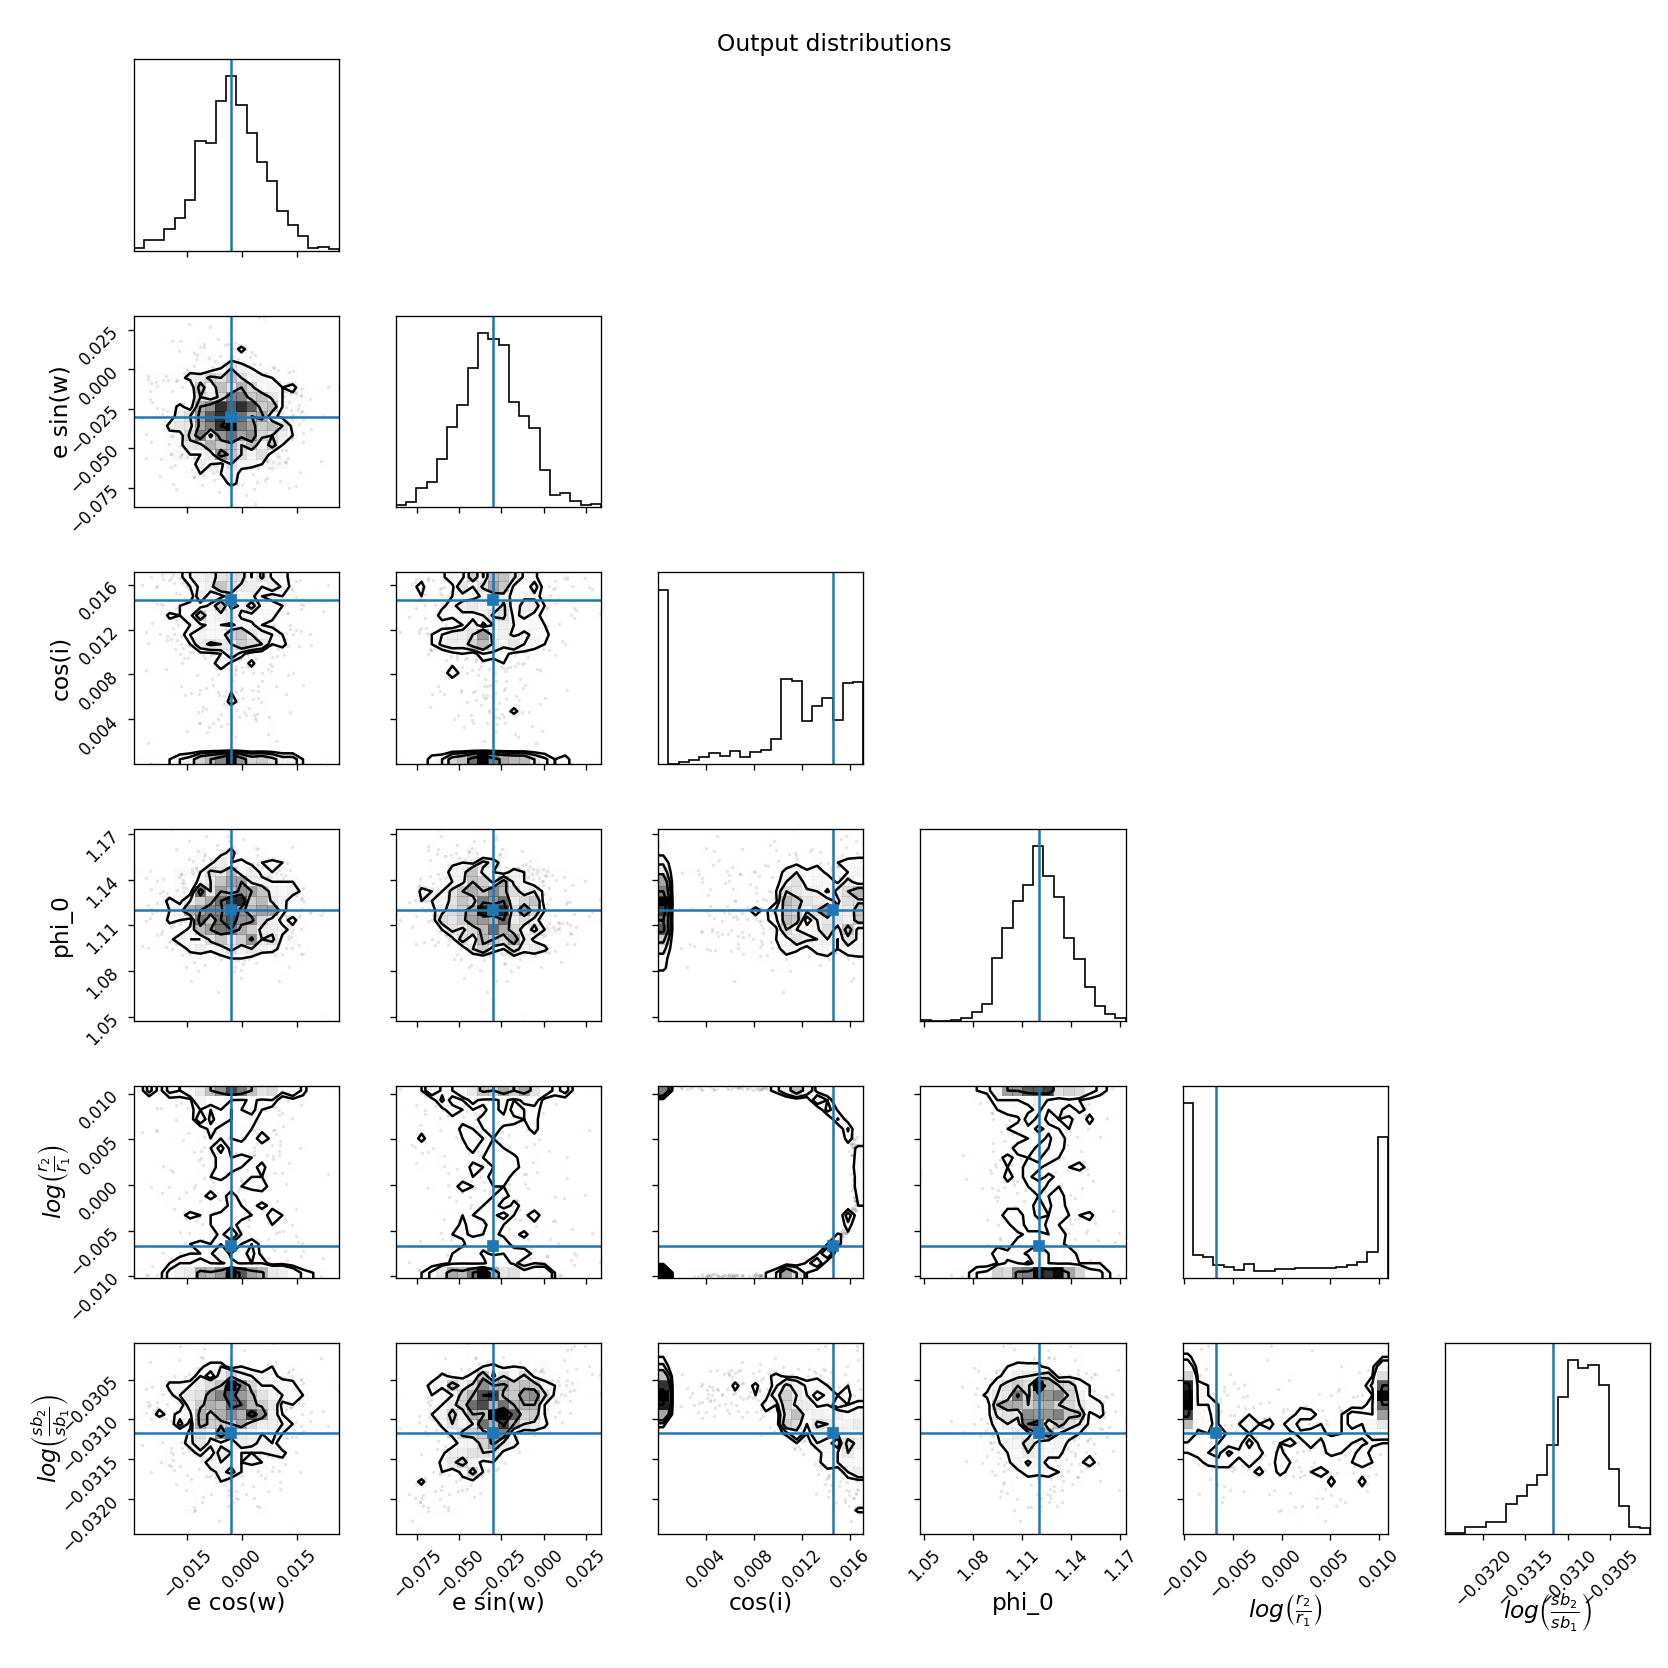 Output distributions
e sin(w)
0.025
0.000
−0.025
−0.050
−0.075
cos(i)
0.016
0.012
0.008
0.004
phi_0
1.17
1.14
1.11
1.08
1.05
log(r₂/r₁)
0.010
0.005
0.000
−0.005
−0.010
log(sb₂/sb₁)
−0.0305
−0.0310
−0.0315
−0.0320
−0.015 0.000 0.015
e cos(w)
−0.075 −0.050 −0.025 0.000 0.025
e sin(w)
0.004 0.008 0.012 0.016
cos(i)
1.05 1.08 1.11 1.14 1.17
phi_0
−0.010 −0.005 0.000 0.005 0.010
log(r₂/r₁)
−0.0320 −0.0315 −0.0310 −0.0305
log(sb₂/sb₁)